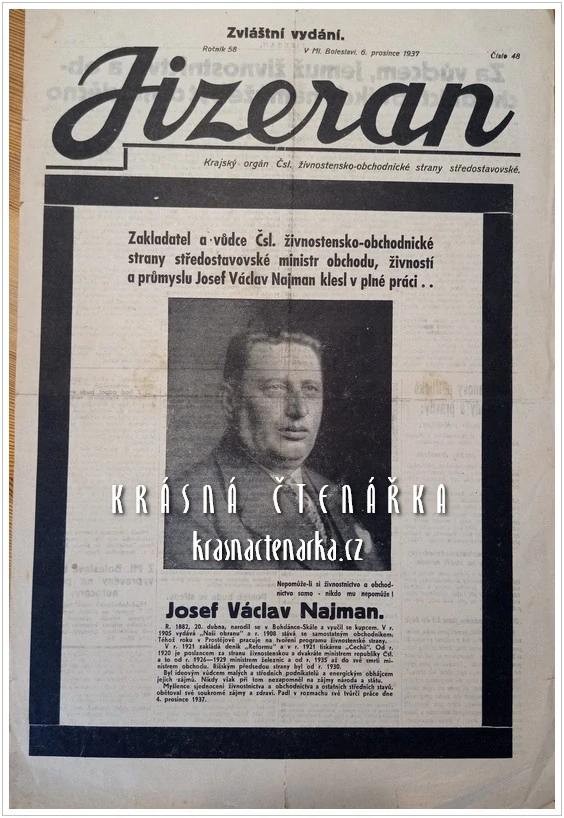 Zvláštní vydání.
Ročník 58 V Ml. Boleslavi, 6. prosince 1937 Číslo 48
Jizeran
Krajský orgán Čsl. živnostensko-obchodnické strany středostavovské.
Zakladatel a vůdce Čsl. živnostensko-obchodnické
strany středostavovské ministr obchodu, živností
a průmyslu Josef Václav Najman klesl v plné práci . .
KRÁSNÁ ČTENÁŘKA
krasnactenarka.cz
Nepomůže-li si živnostnictvo a obchod-
nictvo samo - nikdo mu nepomůže!
Josef Václav Najman.
R. 1882, 20. dubna, narodil se v Bohdánce-Skále a vyučil se kupcem. V r.
1905 vydává „Naši obranu" a r. 1908 stává se samostatným obchodníkem.
Téhož roku v Prostějově pracuje na tvoření programu živnostenské strany.
V r. 1921 zakládá deník „Reformu" a v r. 1921 tiskárnu „Cechů". Od r.
1920 je poslancem za stranu živnostenskou a dvakráte ministrem republiky Čsl.
a to od r. 1926—1929 ministrem železnic a od r. 1935 až do své smrti mi-
nistrem obchodu. Říšským předsedou strany byl od r. 1930.
Byl ideovým vůdcem malých a středních podnikatelů a energickým obhájcem
jejich zájmů. Nikdy však při tom nezapomněl na zájmy národa a státu.
Myšlence sjednocení živnostnictva a obchodnictva a ostatních středních stavů,
obětoval své soukromé zájmy a zdraví. Padl v rozmachu své tvůrčí práce dne
4. prosince 1937.